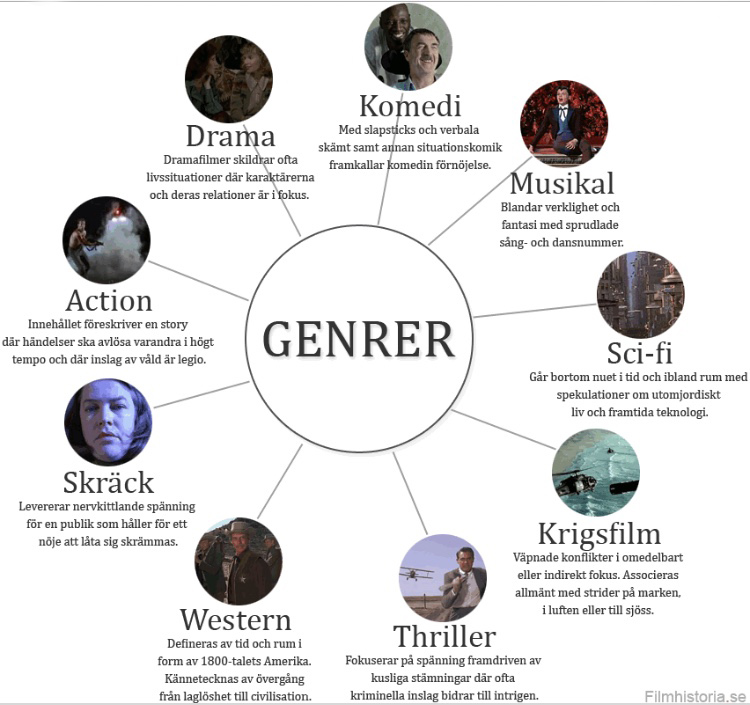 GENRER
Komedi
Med slapsticks och verbala
skämt samt annan situationskomik
framkallar komedin förnöjelse.
Musikal
Blandar verklighet och
fantasi med sprudlade
sång- och dansnummer.
Sci-fi
Går bortom nuet i tid och ibland rum med
spekulationer om utomjordiskt
liv och framtida teknologi.
Krigsfilm
Väpnade konflikter i omedelbart
eller indirekt fokus. Associeras
allmänt med strider på marken,
i luften eller till sjöss.
Thriller
Fokuserar på spänning framdriven av
kusliga stämningar där ofta
kriminella inslag bidrar till intrigen.
Western
Defineras av tid och rum i
form av 1800-talets Amerika.
Kännetecknas av övergång
från laglöshet till civilisation.
Skräck
Levererar nervkittlande spänning
för en publik som håller för ett
nöje att låta sig skrämmas.
Action
Innehållet föreskriver en story
där händelser ska avlösa varandra i högt
tempo och där inslag av våld är legio.
Drama
Dramafilmer skildrar ofta
livssituationer där karaktärerna
och deras relationer är i fokus.
Filmhistoria.se